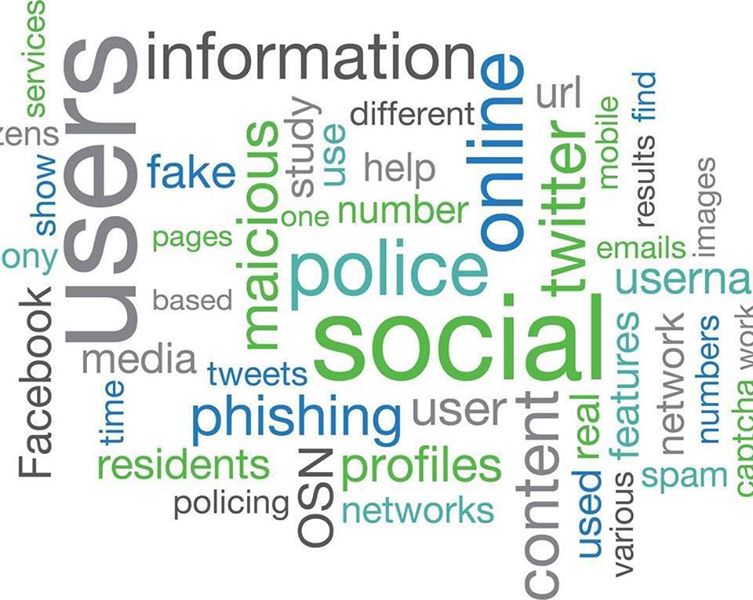 services
users
information
online
url
find
mobile
different
study
zens
show
fake
maicious
use
help
twitter
results
images
one
number
pages
ony
police
emails
userna
based
social
Facebook
media
tweets
time
phishing
user
content
real
features
network
numbers
work
captcha
residents
OSN
profiles
spam
policing
networks
used
various